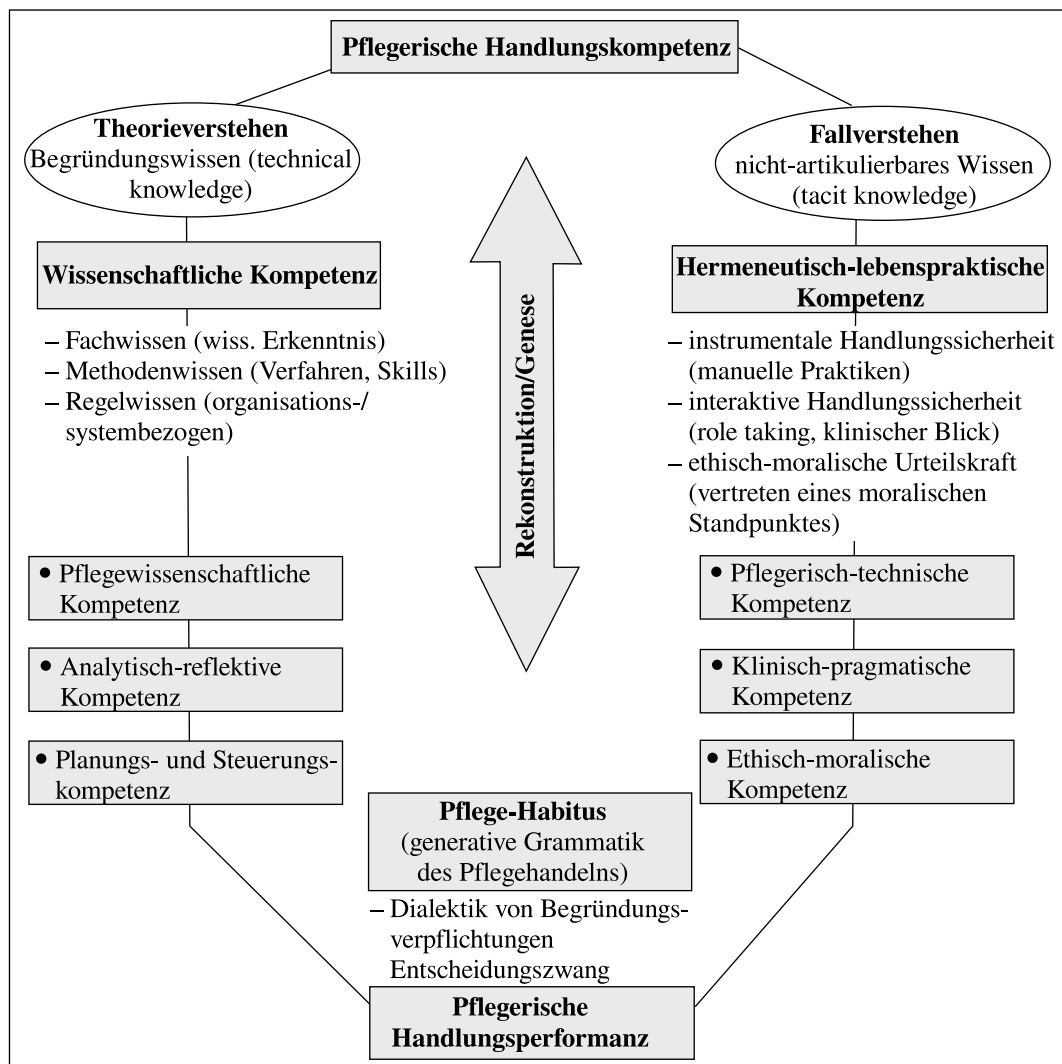 Pflegerische Handlungskompetenz
Theorieverstehen
Begründungswissen (technical
knowledge)
Fallverstehen
nicht-artikulierbares Wissen
(tacit knowledge)
Wissenschaftliche Kompetenz
– Fachwissen (wiss. Erkenntnis)
– Methodenwissen (Verfahren, Skills)
– Regelwissen (organisations-/
systembezogen)
Rekonstruktion/Genese
Hermeneutisch-lebenspraktische
Kompetenz
– instrumentale Handlungssicherheit
(manuelle Praktiken)
– interaktive Handlungssicherheit
(role taking, klinischer Blick)
– ethisch-moralische Urteilskraft
(vertreten eines moralischen
Standpunktes)
• Pflegewissenschaftliche
Kompetenz
• Analytisch-reflektive
Kompetenz
• Planungs- und Steuerungs-
kompetenz
• Pflegerisch-technische
Kompetenz
• Klinisch-pragmatische
Kompetenz
• Ethisch-moralische
Kompetenz
Pflege-Habitus
(generative Grammatik
des Pflegehandelns)
– Dialektik von Begründungs-
verpflichtungen
Entscheidungszwang
Pflegerische
Handlungsperformanz